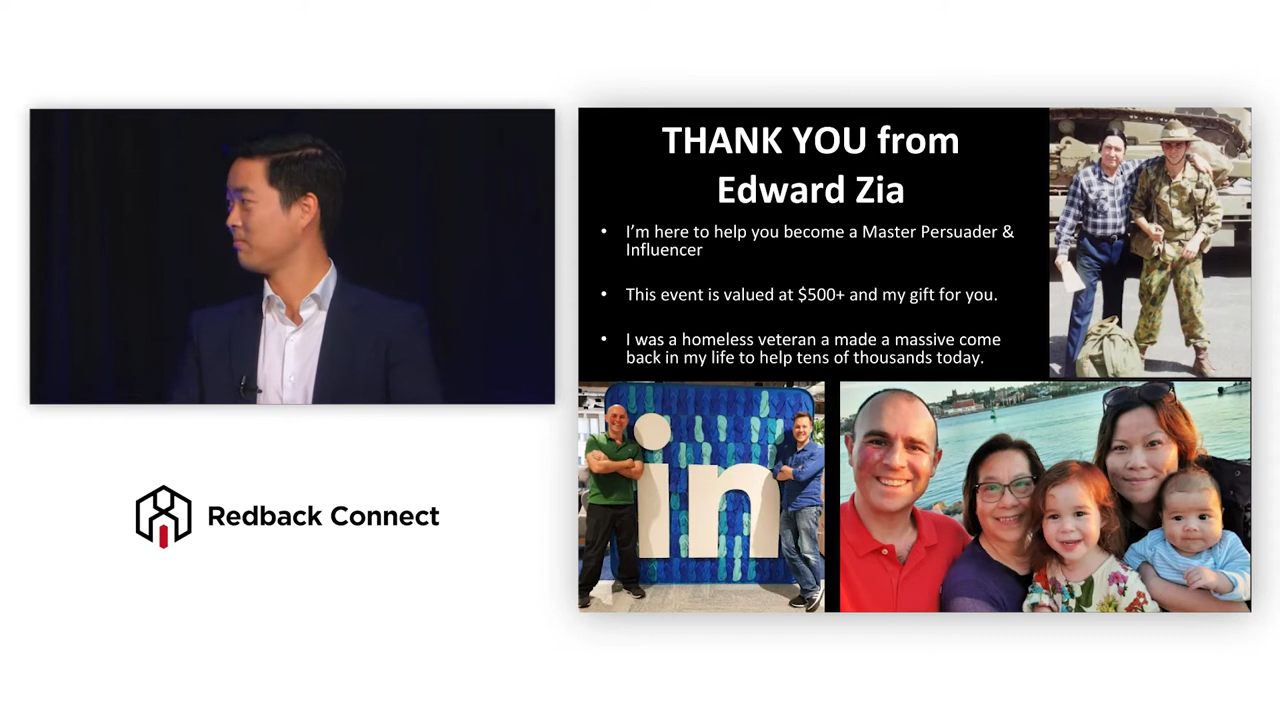 THANK YOU from
Edward Zia
• I’m here to help you become a Master Persuader &
Influencer
• This event is valued at $500+ and my gift for you.
• I was a homeless veteran a made a massive come
back in my life to help tens of thousands today.
in
Redback Connect